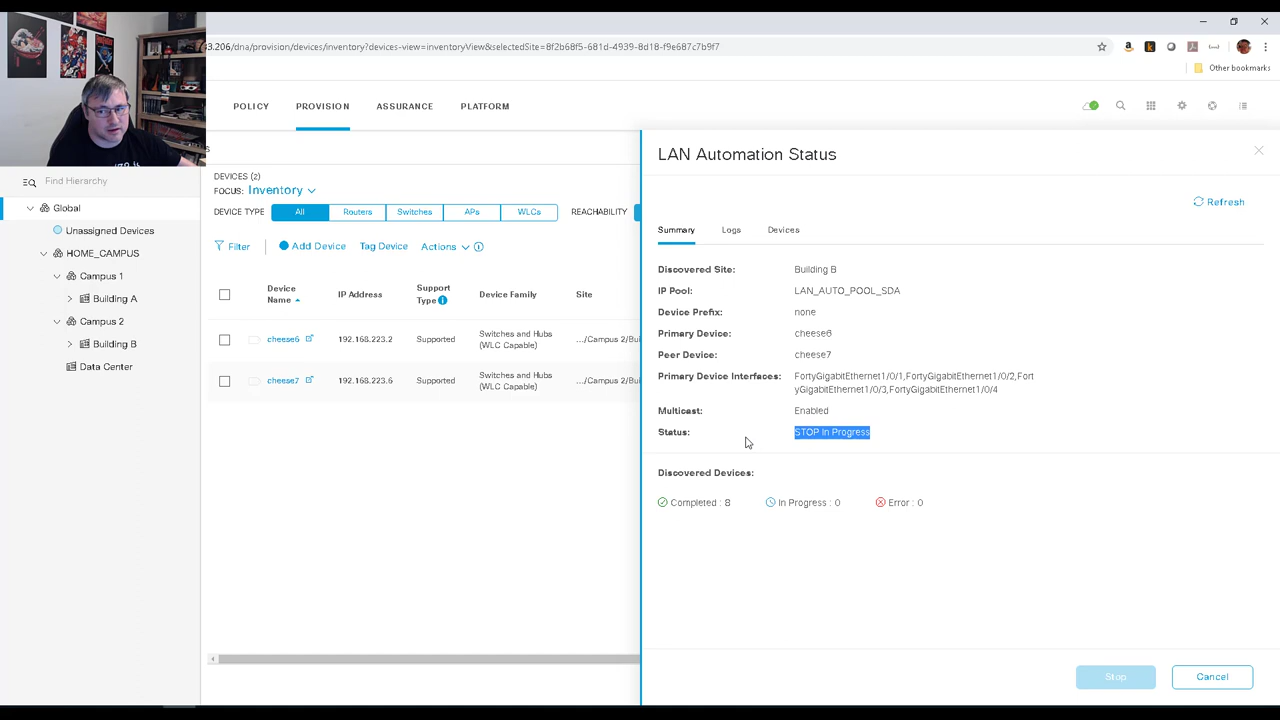 3.206/dna/provision/devices/inventory?devices-view=inventoryView&selectedSite=8f2b68f5-681d-4939-8d18-f9e687c7b9f7
Other bookmarks
POLICY
PROVISION
ASSURANCE
PLATFORM
LAN Automation Status
Find Hierarchy
Global
Unassigned Devices
HOME_CAMPUS
Campus 1
Building A
Campus 2
Building B
Data Center
DEVICES (2)
FOCUS: Inventory
DEVICE TYPE All Routers Switches APs WLCs REACHABILITY
Filter Add Device Tag Device Actions
Device Name IP Address Support Type Device Family Site
cheese6 192.168.223.2 Supported Switches and Hubs (WLC Capable) .../Campus 2/Bui
cheese7 192.168.223.6 Supported Switches and Hubs (WLC Capable) .../Campus 2/Bui
Refresh
Summary Logs Devices
Discovered Site: Building B
IP Pool: LAN_AUTO_POOL_SDA
Device Prefix: none
Primary Device: cheese6
Peer Device: cheese7
Primary Device Interfaces: FortyGigabitEthernet1/0/1,FortyGigabitEthernet1/0/2,Fort
yGigabitEthernet1/0/3,FortyGigabitEthernet1/0/4
Multicast: Enabled
Status: STOP In Progress
Discovered Devices:
Completed : 8 In Progress : 0 Error : 0
Stop Cancel